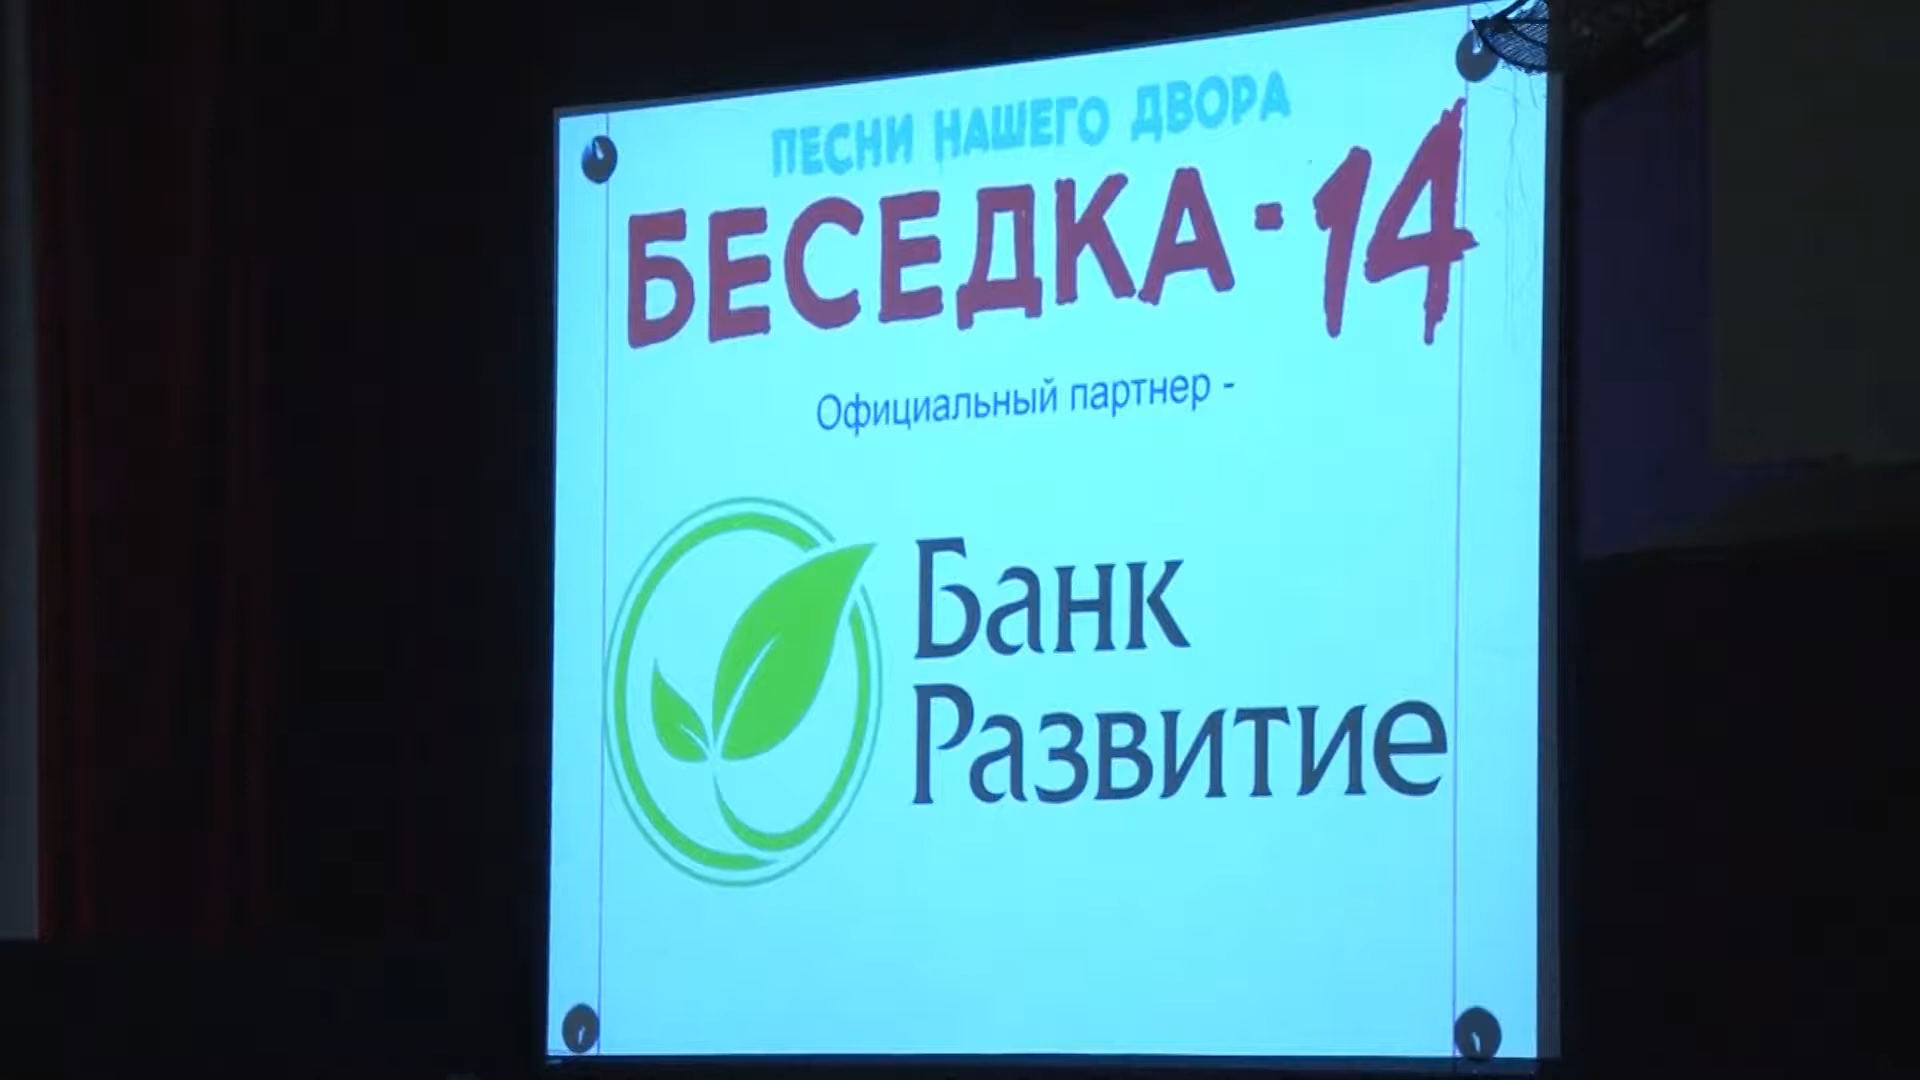 ПЕСНИ НАШЕГО ДВОРА
БЕСЕДКА - 14
Официальный партнер -
Банк
Развитие